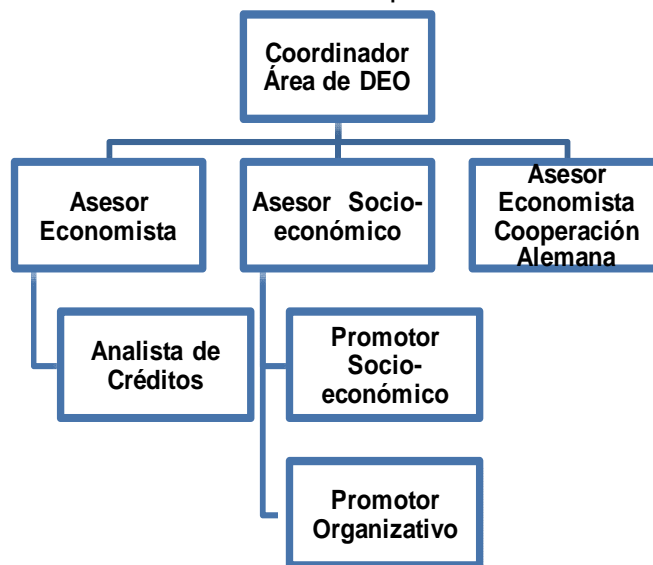 Coordinador
Área de DEO
Asesor
Economista
Asesor Socio-
económico
Asesor
Economista
Cooperación
Alemana
Analista de
Créditos
Promotor
Socio-
económico
Promotor
Organizativo